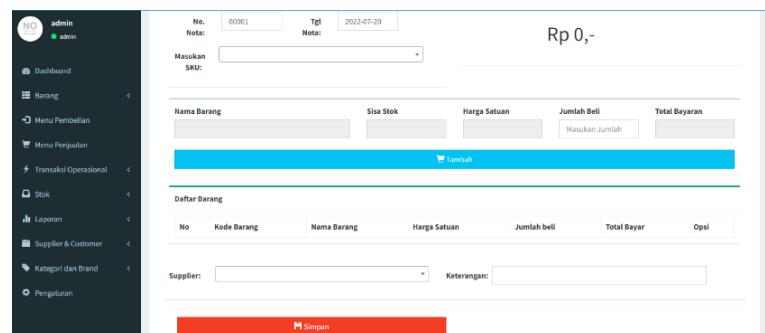 NO
admin
admin
Dashboard
Barang
Menu Pembelian
Menu Penjualan
Transaksi Operasional
Stok
Laporan
Supplier & Customer
Kategori dan Brand
Pengaturan
No. Nota: 00001 Tgl Nota: 2022-07-20
Rp 0,-
Masukan SKU:
Nama Barang Sisa Stok Harga Satuan Jumlah Beli Total Bayaran
Masukan Jumlah
Tambah
Daftar Barang
No Kode Barang Nama Barang Harga Satuan Jumlah beli Total Bayar Opsi
Supplier: Keterangan:
Simpan